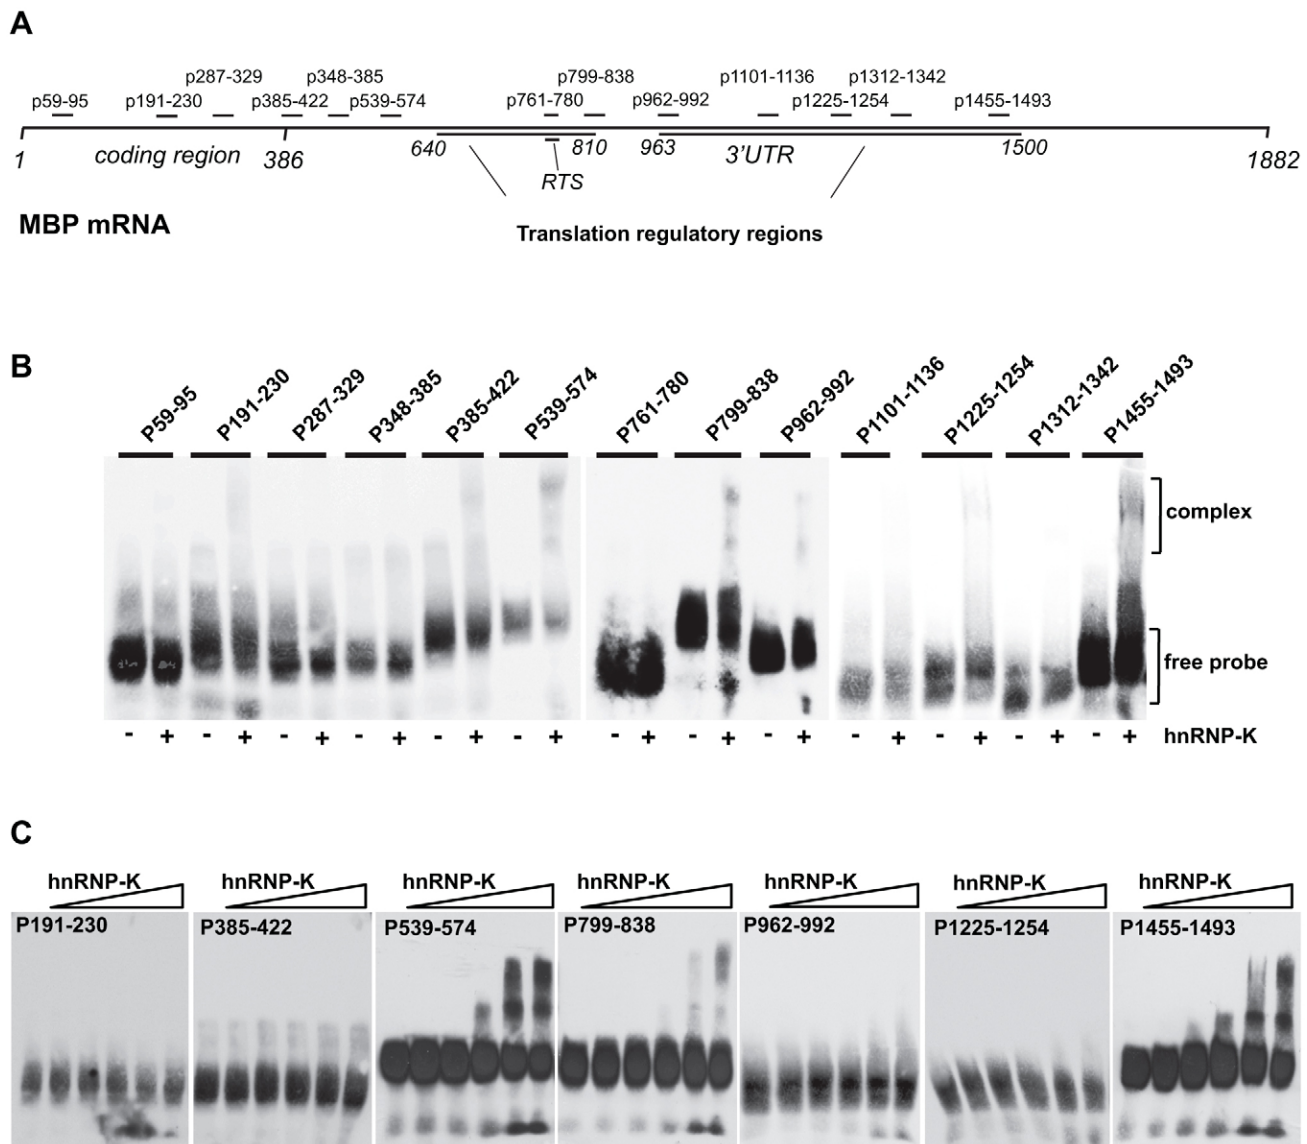 A
p287-329 p348-385 p799-838 p1101-1136 p1312-1342
p59-95 p191-230 p385-422 p539-574 p761-780 p962-992 p1225-1254 p1455-1493
1 coding region 386 640 810 963 3'UTR 1500 1882
RTS
MBP mRNA
Translation regulatory regions
B
P59-95 P191-230 P287-329 P348-385 P385-422 P539-574 P761-780 P799-838 P962-992 P1101-1136 P1225-1254 P1312-1342 P1455-1493
complex
free probe
- + - + - + - + - + - + - + - + - + - + - + - + - + hnRNP-K
C
hnRNP-K hnRNP-K hnRNP-K hnRNP-K hnRNP-K hnRNP-K hnRNP-K
P191-230 P385-422 P539-574 P799-838 P962-992 P1225-1254 P1455-1493